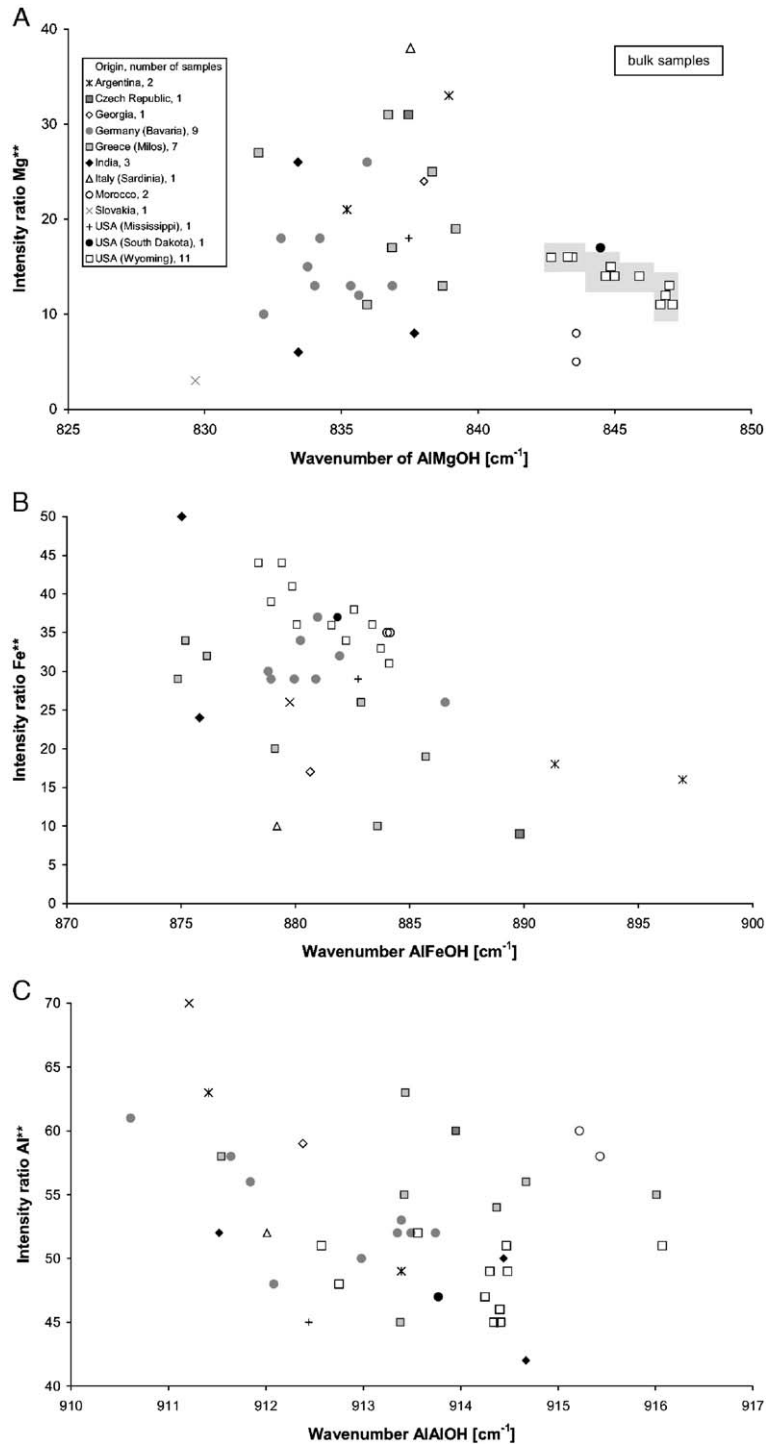 A
40
30
20
10
0
Intensity ratio Mg**
Origin, number of samples
Argentina, 2
Czech Republic, 1
Georgia, 1
Germany (Bavaria), 9
Greece (Milos), 7
India, 3
Italy (Sardinia), 1
Morocco, 2
Slovakia, 1
USA (Mississippi), 1
USA (South Dakota), 1
USA (Wyoming), 11
bulk samples
825 830 835 840 845 850
Wavenumber of AlMgOH [cm⁻¹]
B
50
45
40
35
30
25
20
15
10
5
0
Intensity ratio Fe**
870 875 880 885 890 895 900
Wavenumber AlFeOH [cm⁻¹]
C
70
65
60
55
50
45
40
Intensity ratio Al**
910 911 912 913 914 915 916 917
Wavenumber AlAlOH [cm⁻¹]